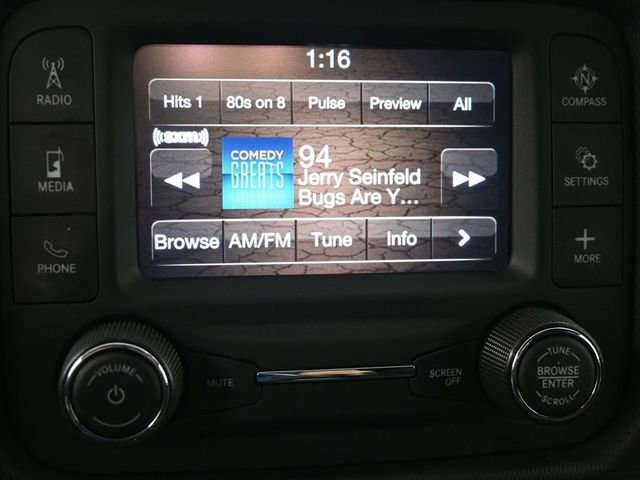 1:16
Hits 1 80s on 8 Pulse Preview All
((sxm))
COMEDY
GREATS
94
Jerry Seinfeld
Bugs Are Y...
Browse AM/FM Tune Info >
RADIO
MEDIA
PHONE
N
COMPASS
SETTINGS
MORE
VOLUME
MUTE
SCREEN
OFF
TUNE
BROWSE
ENTER
SCROLL